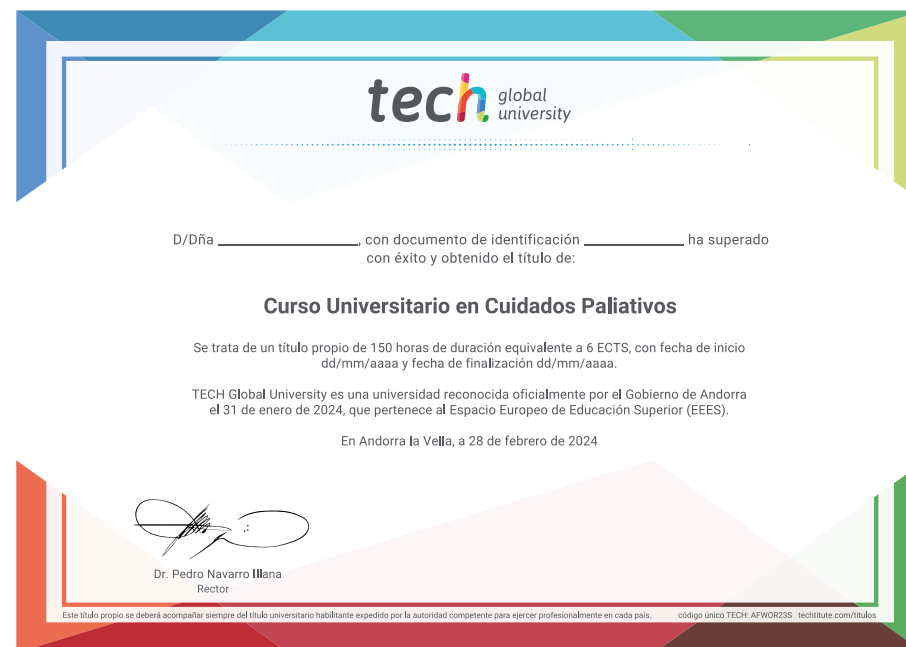 tech global university
D/Dña ____________________, con documento de identificación ______________ ha superado
con éxito y obtenido el título de:
Curso Universitario en Cuidados Paliativos
Se trata de un título propio de 150 horas de duración equivalente a 6 ECTS, con fecha de inicio
dd/mm/aaaa y fecha de finalización dd/mm/aaaa.
TECH Global University es una universidad reconocida oficialmente por el Gobierno de Andorra
el 31 de enero de 2024, que pertenece al Espacio Europeo de Educación Superior (EEES).
En Andorra la Vella, a 28 de febrero de 2024
Dr. Pedro Navarro Illana
Rector
Este título propio se deberá acompañar siempre del título universitario habilitante expedido por la autoridad competente para ejercer profesionalmente en cada país. código único TECH: AFWOR23S techtitute.com/titulos